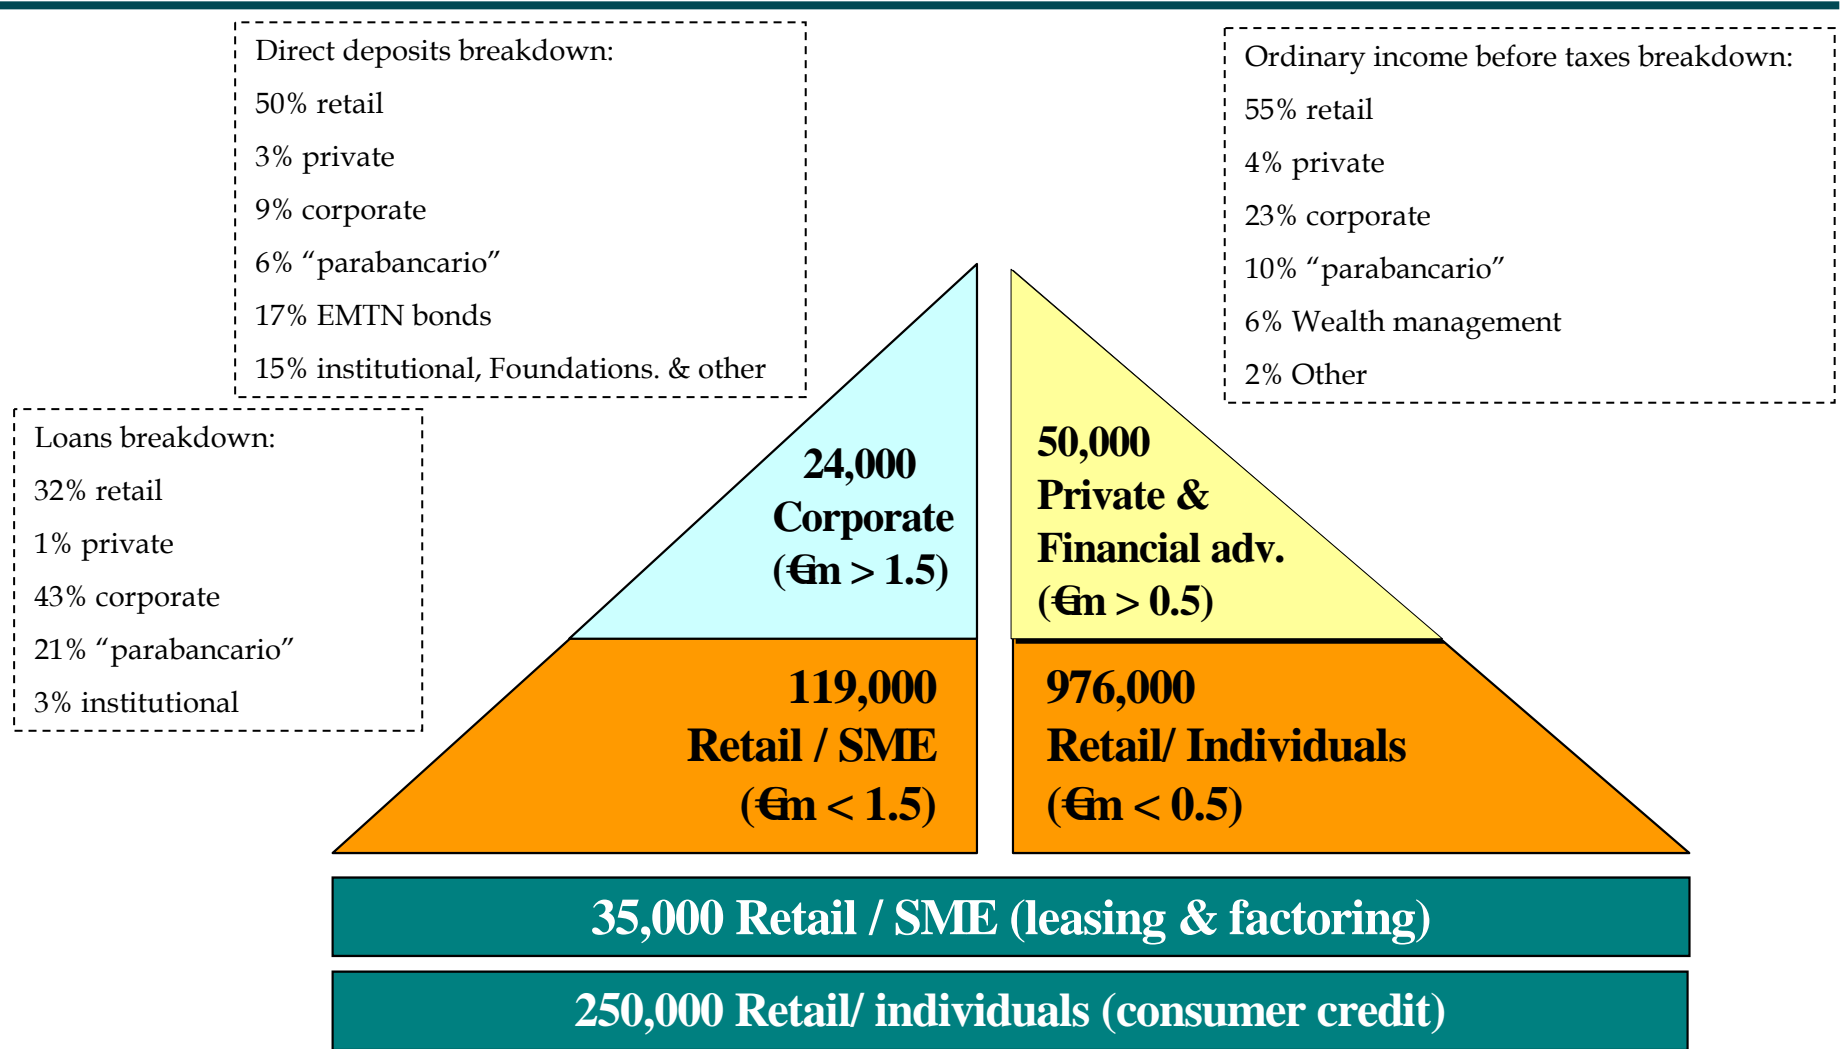 Direct deposits breakdown:
50% retail
3% private
9% corporate
6% “parabancario”
17% EMTN bonds
15% institutional, Foundations. & other
Ordinary income before taxes breakdown:
55% retail
4% private
23% corporate
10% “parabancario”
6% Wealth management
2% Other
Loans breakdown:
32% retail
1% private
43% corporate
21% “parabancario”
3% institutional
24,000
Corporate
(€m > 1.5)
50,000
Private &
Financial adv.
(€m > 0.5)
119,000
Retail / SME
(€m < 1.5)
976,000
Retail/ Individuals
(€m < 0.5)
35,000 Retail / SME (leasing & factoring)
250,000 Retail/ individuals (consumer credit)